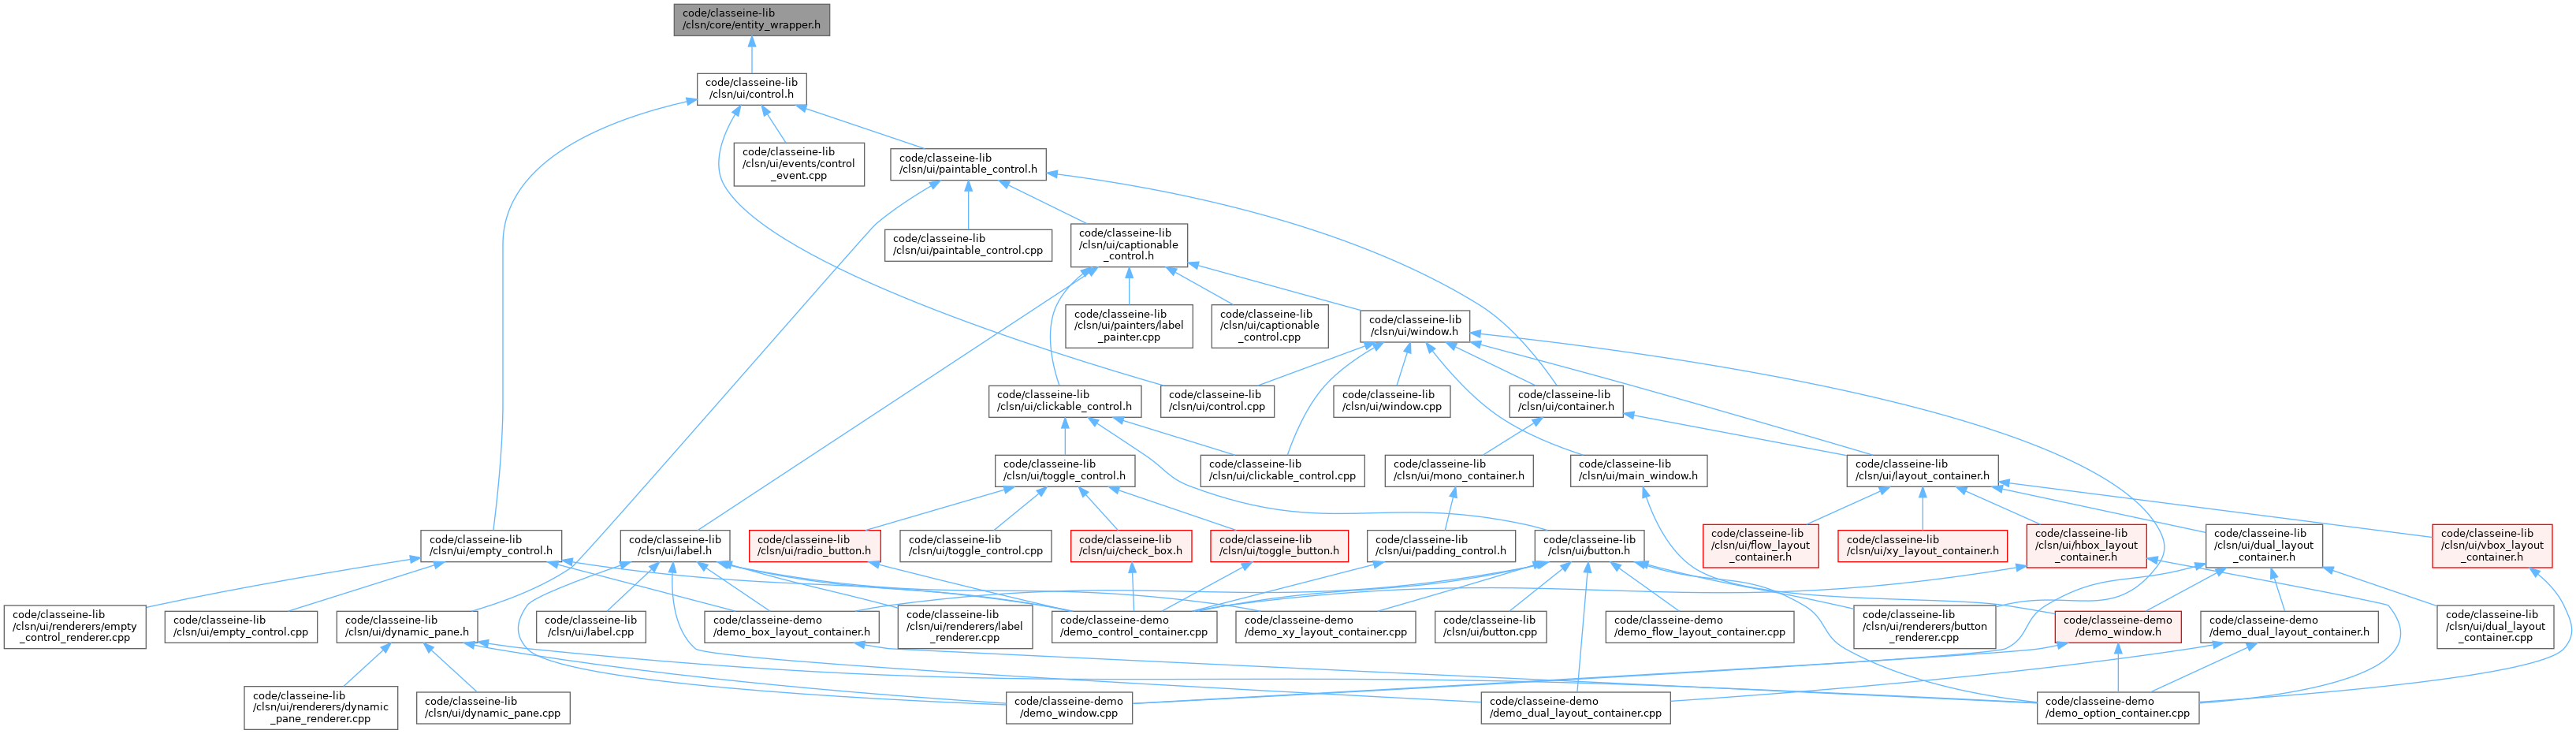 code/classeine-lib
/clsn/core/entity_wrapper.h
code/classeine-lib
/clsn/ui/control.h
code/classeine-lib
/clsn/ui/events/control
_event.cpp
code/classeine-lib
/clsn/ui/paintable_control.h
code/classeine-lib
/clsn/ui/paintable_control.cpp
code/classeine-lib
/clsn/ui/captionable
_control.h
code/classeine-lib
/clsn/ui/painters/label
_painter.cpp
code/classeine-lib
/clsn/ui/captionable
_control.cpp
code/classeine-lib
/clsn/ui/window.h
code/classeine-lib
/clsn/ui/clickable_control.h
code/classeine-lib
/clsn/ui/control.cpp
code/classeine-lib
/clsn/ui/window.cpp
code/classeine-lib
/clsn/ui/container.h
code/classeine-lib
/clsn/ui/toggle_control.h
code/classeine-lib
/clsn/ui/clickable_control.cpp
code/classeine-lib
/clsn/ui/mono_container.h
code/classeine-lib
/clsn/ui/main_window.h
code/classeine-lib
/clsn/ui/layout_container.h
code/classeine-lib
/clsn/ui/empty_control.h
code/classeine-lib
/clsn/ui/label.h
code/classeine-lib
/clsn/ui/radio_button.h
code/classeine-lib
/clsn/ui/toggle_control.cpp
code/classeine-lib
/clsn/ui/check_box.h
code/classeine-lib
/clsn/ui/toggle_button.h
code/classeine-lib
/clsn/ui/padding_control.h
code/classeine-lib
/clsn/ui/button.h
code/classeine-lib
/clsn/ui/flow_layout
_container.h
code/classeine-lib
/clsn/ui/xy_layout_container.h
code/classeine-lib
/clsn/ui/hbox_layout
_container.h
code/classeine-lib
/clsn/ui/dual_layout
_container.h
code/classeine-lib
/clsn/ui/vbox_layout
_container.h
code/classeine-lib
/clsn/ui/renderers/empty
_control_renderer.cpp
code/classeine-lib
/clsn/ui/empty_control.cpp
code/classeine-lib
/clsn/ui/dynamic_pane.h
code/classeine-lib
/clsn/ui/label.cpp
code/classeine-demo
/demo_box_layout_container.h
code/classeine-lib
/clsn/ui/renderers/label
_renderer.cpp
code/classeine-demo
/demo_control_container.cpp
code/classeine-demo
/demo_xy_layout_container.cpp
code/classeine-lib
/clsn/ui/button.cpp
code/classeine-demo
/demo_flow_layout_container.cpp
code/classeine-lib
/clsn/ui/renderers/button
_renderer.cpp
code/classeine-demo
/demo_window.h
code/classeine-demo
/demo_dual_layout_container.h
code/classeine-lib
/clsn/ui/dual_layout
_container.cpp
code/classeine-lib
/clsn/ui/renderers/dynamic
_pane_renderer.cpp
code/classeine-lib
/clsn/ui/dynamic_pane.cpp
code/classeine-demo
/demo_window.cpp
code/classeine-demo
/demo_dual_layout_container.cpp
code/classeine-demo
/demo_option_container.cpp